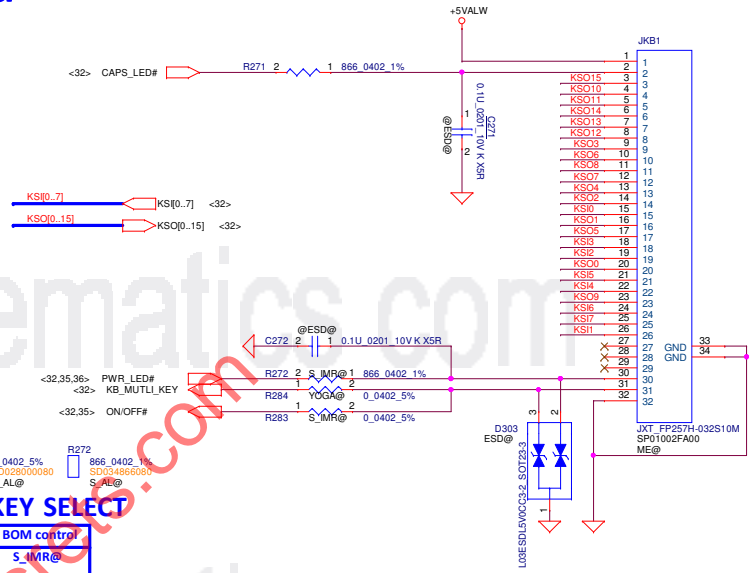 +5VALW
JKB1
<32> CAPS_LED# R271 2 1 866_0402_1%
0.1U_0201_10V K X5R
C271
@ESD@
1
2
1 1
2 2
KSO15 3 3
KSO10 4 4
KSO11 5 5
KSO14 6 6
KSO13 7 7
KSO12 8 8
KSO3 9 9
KSO6 10 10
KSO8 11 11
KSO7 12 12
KSO4 13 13
KSO2 14 14
KSI0 15 15
KSO1 16 16
KSO5 17 17
KSI3 18 18
KSI2 19 19
KSO0 20 20
KSI5 21 21
KSI4 22 22
KSO9 23 23
KSI6 24 24
KSI7 25 25
KSI1 26 26
27 27 GND 33
28 28 GND 34
29 29
30 30
31 31
32 32
KSI[0..7] KSI[0..7] <32>
KSO[0..15] KSO[0..15] <32>
ematics.com
@ESD@
C272 2 1 0.1U_0201_10V K X5R
<32,35,36> PWR_LED# R272 2 S_IMR@ 1 866_0402_1%
<32> KB_MUTLI_KEY 1 2
R284 YOGA@ 0_0402_5%
<32,35> ON/OFF# 1 2
R283 S_IMR@ 0_0402_5%
D303
ESD@
3 2
1
L03ESDL5V0CC3-2_SOT23-3
JXT_FP257H-032S10M
SP01002FA00
ME@
R272
0402_5% 866_0402_1%
0028000080 SD034866080
_AL@ S_AL@
KEY SELECT
BOM control
S_IMR@
crets.com